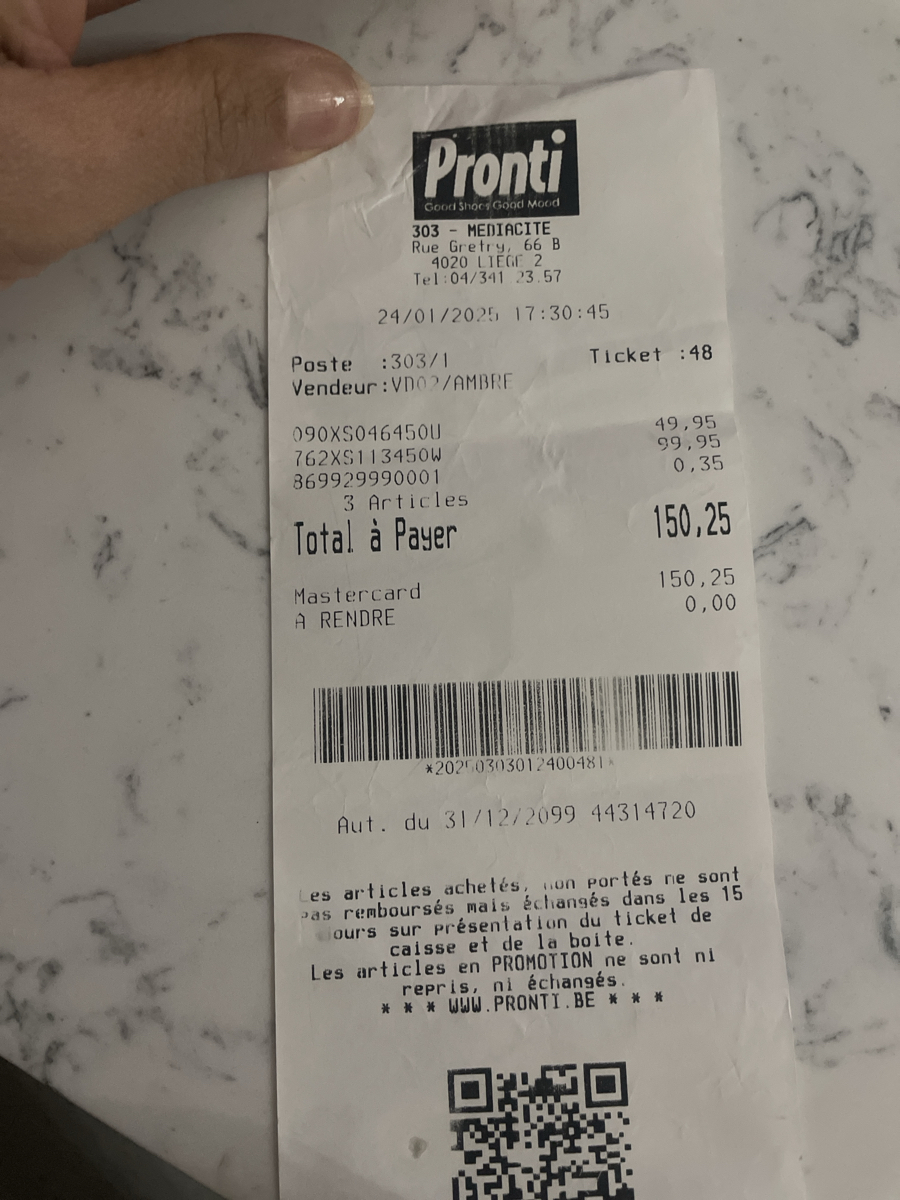 Pronti
Good Shoes Good Mood
303 - MEDIACITE
Rue Gretry, 66 B
4020 LIEGE 2
Tel:04/341 23.57
24/01/2025 17:30:45
Poste :303/1 Ticket :48
Vendeur:VD02/AMBRE
090XS046450U 49,95
762XS113450W 99,95
869929990001 0,35
3 Articles
Total à Payer 150,25
Mastercard 150,25
A RENDRE 0,00
*20250303012400481*
Aut. du 31/12/2099 44314720
Les articles achetés, non portés ne sont
pas remboursés mais échangés dans les 15
jours sur présentation du ticket de
caisse et de la boite.
Les articles en PROMOTION ne sont ni
repris, ni échangés.
* * * WWW.PRONTI.BE * * *